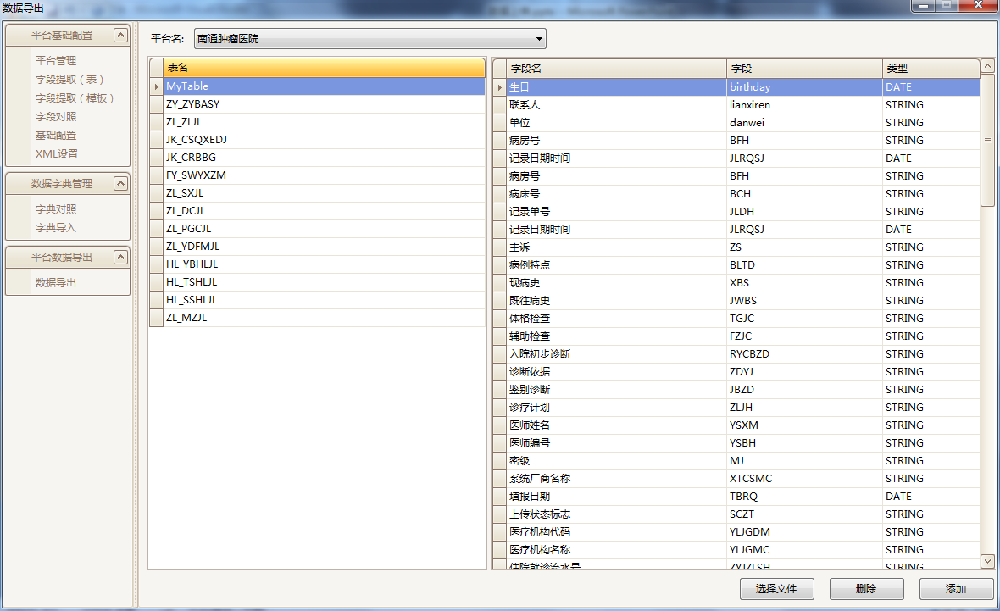 数据导出
平台基础配置
平台管理
字段提取（表）
字段提取（模板）
字段对照
基础配置
XML设置
数据字典管理
字典对照
字典导入
平台数据导出
数据导出
平台名: 南通肿瘤医院
表名
MyTable
ZY_ZYBASY
ZL_ZLJL
JK_CSQXEDJ
JK_CRBBG
FY_SWYXZM
ZL_SXJL
ZL_DCJL
ZL_PGCJL
ZL_YDFMJL
HL_YBHLJL
HL_TSHLJL
HL_SSHLJL
ZL_MZJL
字段名 字段 类型
生日 birthday DATE
联系人 lianxiren STRING
单位 danwei STRING
病房号 BFH STRING
记录日期时间 JLRQSJ DATE
病房号 BFH STRING
病床号 BCH STRING
记录单号 JLDH STRING
记录日期时间 JLRQSJ DATE
主诉 ZS STRING
病例特点 BLTD STRING
现病史 XBS STRING
既往病史 JWBS STRING
体格检查 TGJC STRING
辅助检查 FZJC STRING
入院初步诊断 RYCBZD STRING
诊断依据 ZDYJ STRING
鉴别诊断 JBZD STRING
诊疗计划 ZLJH STRING
医师姓名 YSXM STRING
医师编号 YSBH STRING
密级 MJ STRING
系统厂商名称 XTCSMC STRING
填报日期 TBRQ DATE
上传状态标志 SCZT STRING
医疗机构代码 YLJGDM STRING
医疗机构名称 YLJGMC STRING
住院就诊流水号 ZYJZLSH STRING
选择文件 删除 添加